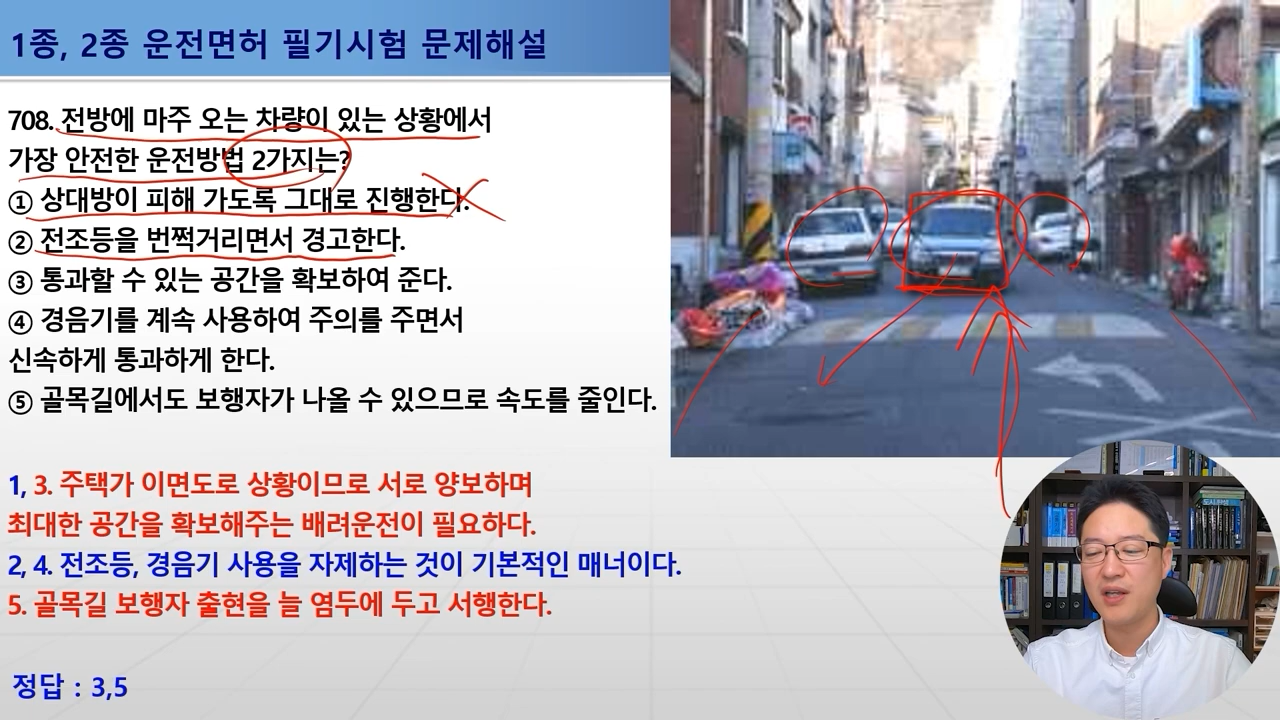 1종, 2종 운전면허 필기시험 문제해설
708. 전방에 마주 오는 차량이 있는 상황에서
가장 안전한 운전방법 2가지는?
① 상대방이 피해 가도록 그대로 진행한다.
② 전조등을 번쩍거리면서 경고한다.
③ 통과할 수 있는 공간을 확보하여 준다.
④ 경음기를 계속 사용하여 주의를 주면서
신속하게 통과하게 한다.
⑤ 골목길에서도 보행자가 나올 수 있으므로 속도를 줄인다.
1, 3. 주택가 이면도로 상황이므로 서로 양보하며
최대한 공간을 확보해주는 배려운전이 필요하다.
2, 4. 전조등, 경음기 사용을 자제하는 것이 기본적인 매너이다.
5. 골목길 보행자 출현을 늘 염두에 두고 서행한다.
정답 : 3,5